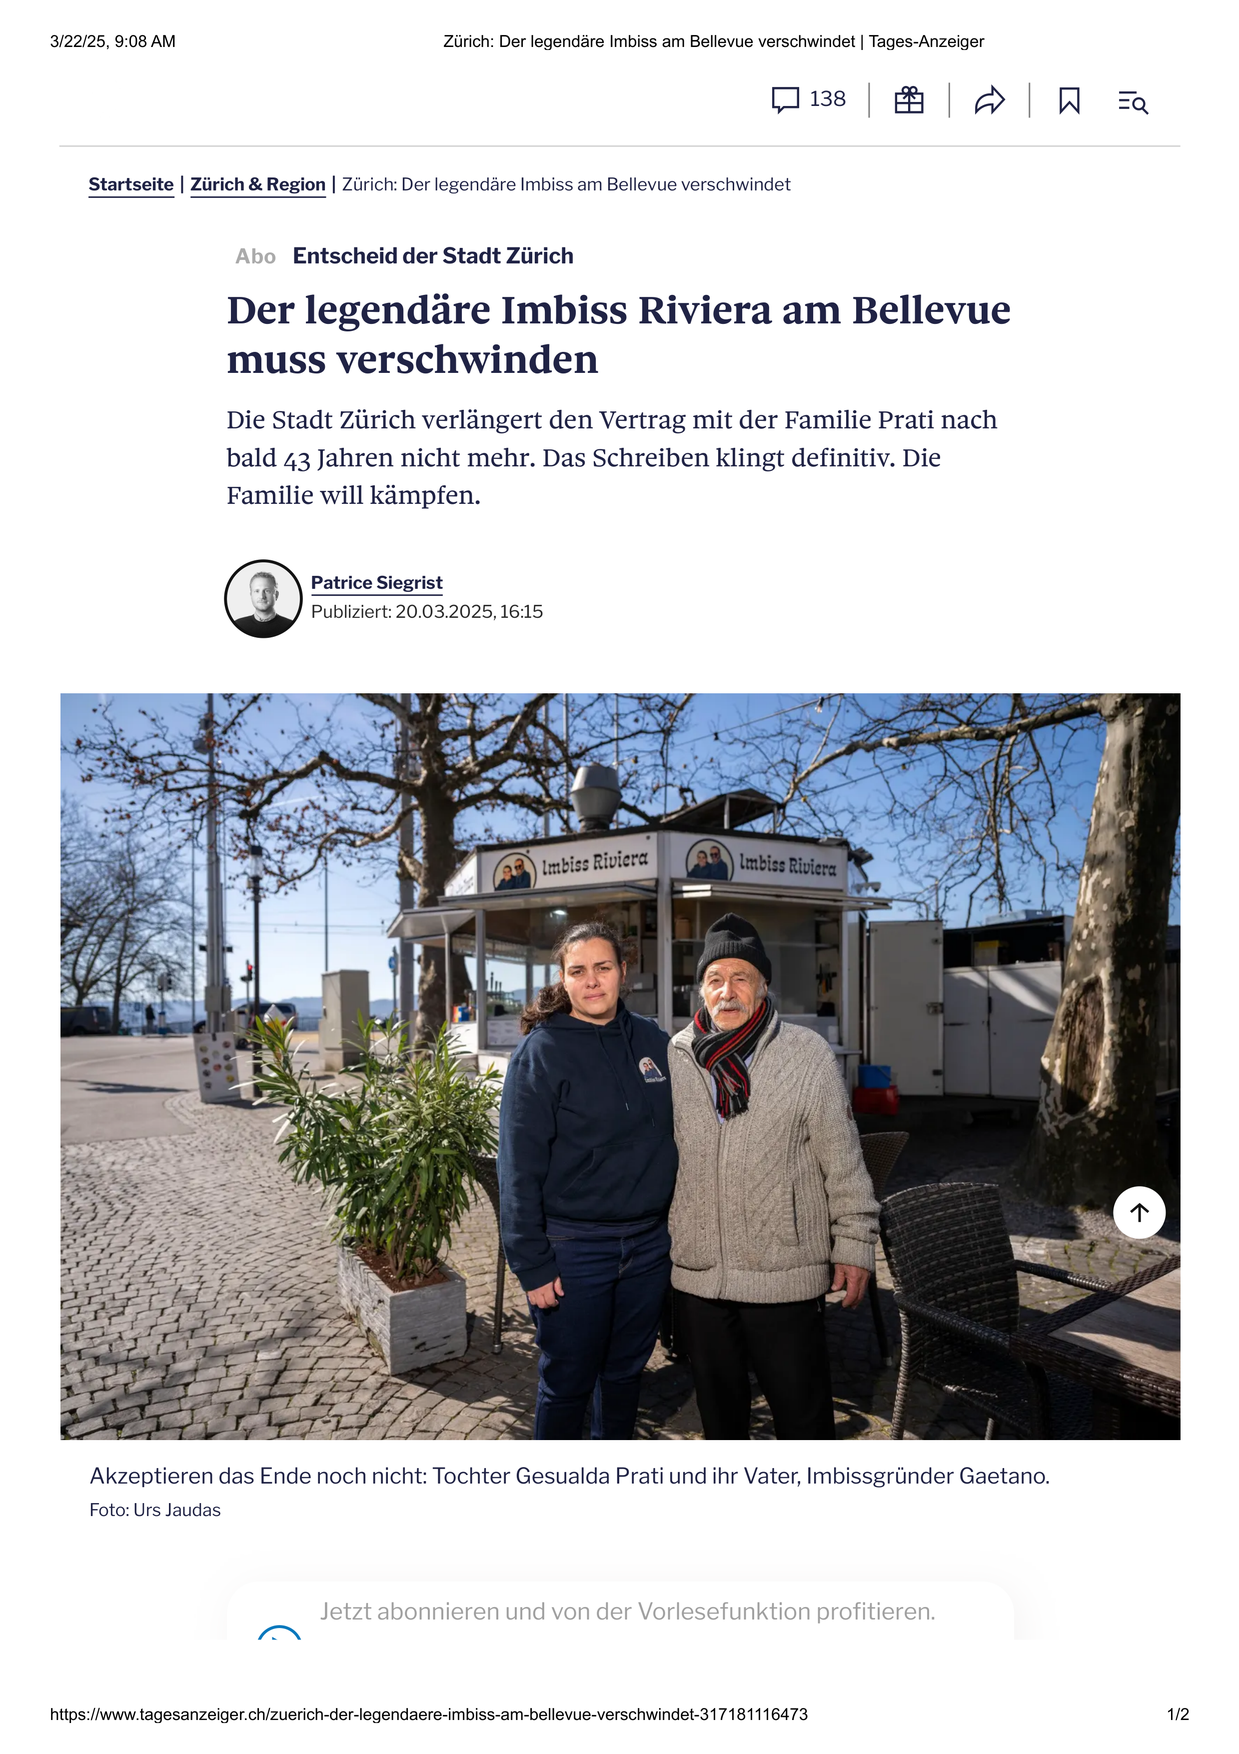 3/22/25, 9:08 AM
Zürich: Der legendäre Imbiss am Bellevue verschwindet | Tages-Anzeiger
138
Startseite | Zürich & Region | Zürich: Der legendäre Imbiss am Bellevue verschwindet
Abo Entscheid der Stadt Zürich
Der legendäre Imbiss Riviera am Bellevue
muss verschwinden
Die Stadt Zürich verlängert den Vertrag mit der Familie Prati nach
bald 43 Jahren nicht mehr. Das Schreiben klingt definitiv. Die
Familie will kämpfen.
Patrice Siegrist
Publiziert: 20.03.2025, 16:15
Imbiss Riviera
Imbiss Riviera
Akzeptieren das Ende noch nicht: Tochter Gesualda Prati und ihr Vater, Imbissgründer Gaetano.
Foto: Urs Jaudas
Jetzt abonnieren und von der Vorlesefunktion profitieren.
https://www.tagesanzeiger.ch/zuerich-der-legendaere-imbiss-am-bellevue-verschwindet-317181116473
1/2